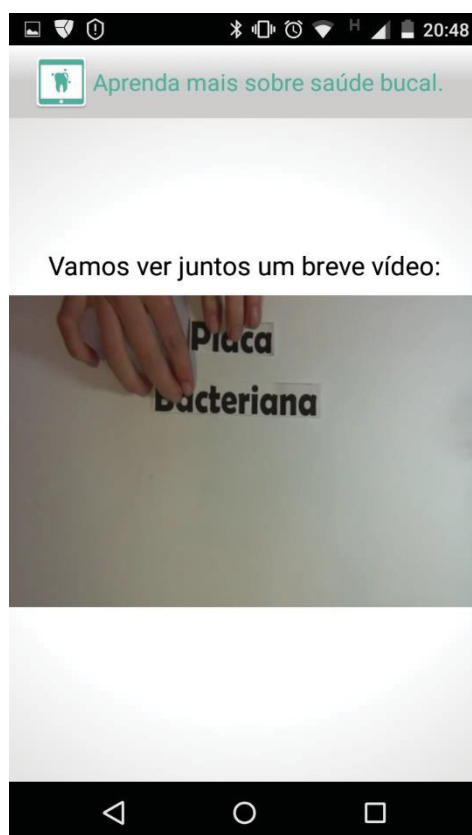 H 20:48
Aprenda mais sobre saúde bucal.
Vamos ver juntos um breve vídeo:
Placa
Bacteriana